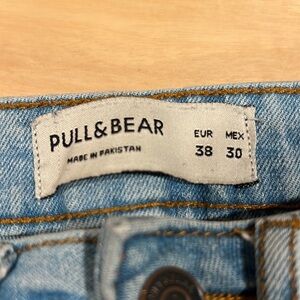 PULL&BEAR
MADE IN PAKISTAN
EUR MEX
38 30